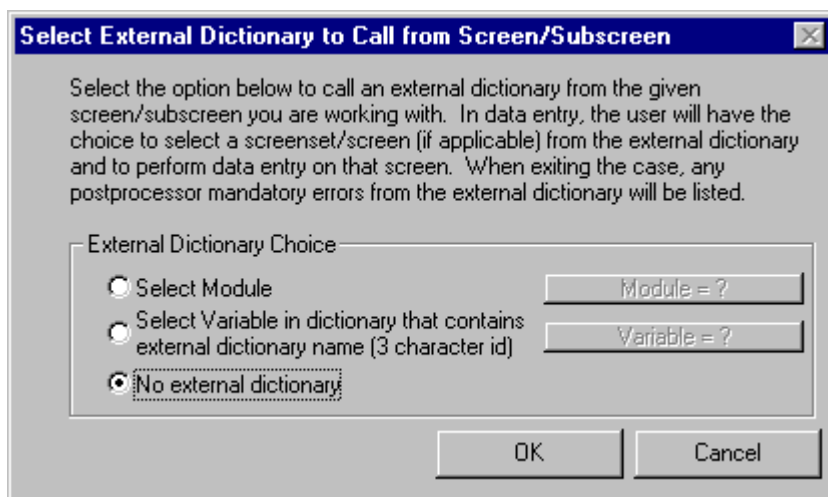 Select External Dictionary to Call from Screen/Subscreen
Select the option below to call an external dictionary from the given
screen/subscreen you are working with.  In data entry, the user will have the
choice to select a screenset/screen (if applicable) from the external dictionary
and to perform data entry on that screen.  When exiting the case, any
postprocessor mandatory errors from the external dictionary will be listed.
External Dictionary Choice
Select Module
Module = ?
Select Variable in dictionary that contains
external dictionary name (3 character id)
Variable = ?
No external dictionary
OK
Cancel